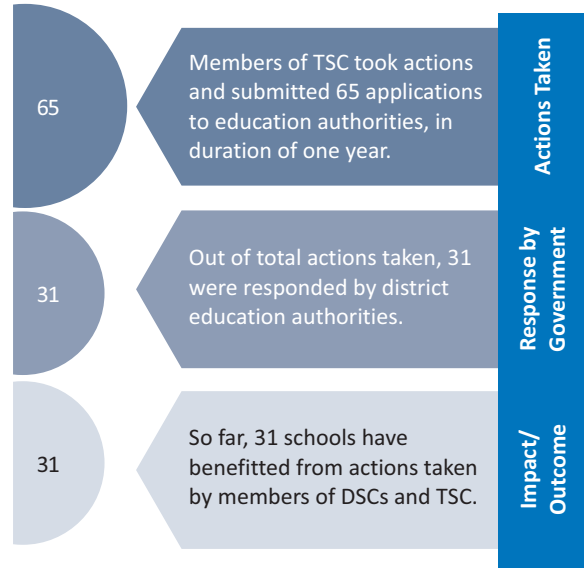 65
Members of TSC took actions
and submitted 65 applications
to education authorities, in
duration of one year.
Actions Taken
31
Out of total actions taken, 31
were responded by district
education authorities.
Response by
Government
31
So far, 31 schools have
benefitted from actions taken
by members of DSCs and TSC.
Impact/
Outcome